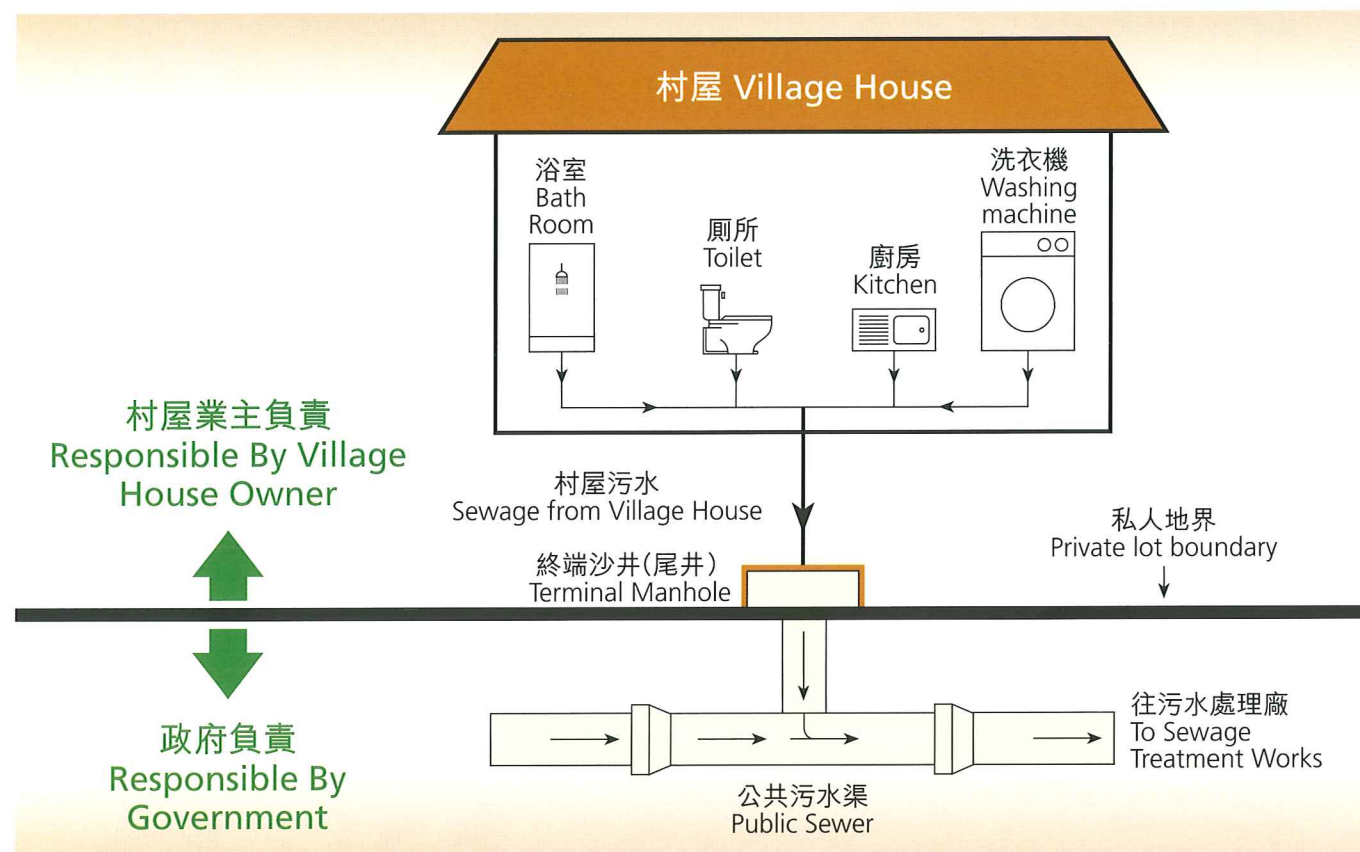 村屋 Village House
浴室
Bath
Room
廁所
Toilet
廚房
Kitchen
洗衣機
Washing
machine
村屋業主負責
Responsible By Village
House Owner
村屋污水
Sewage from Village House
終端沙井(尾井)
Terminal Manhole
私人地界
Private lot boundary
政府負責
Responsible By
Government
公共污水渠
Public Sewer
往污水處理廠
To Sewage
Treatment Works